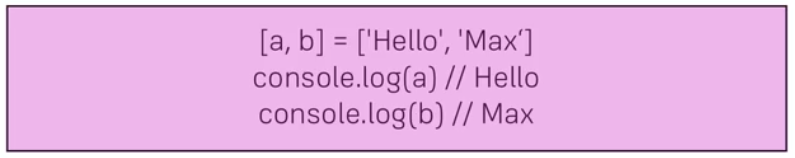 [a, b] = ['Hello', 'Max‘]
console.log(a) // Hello
console.log(b) // Max